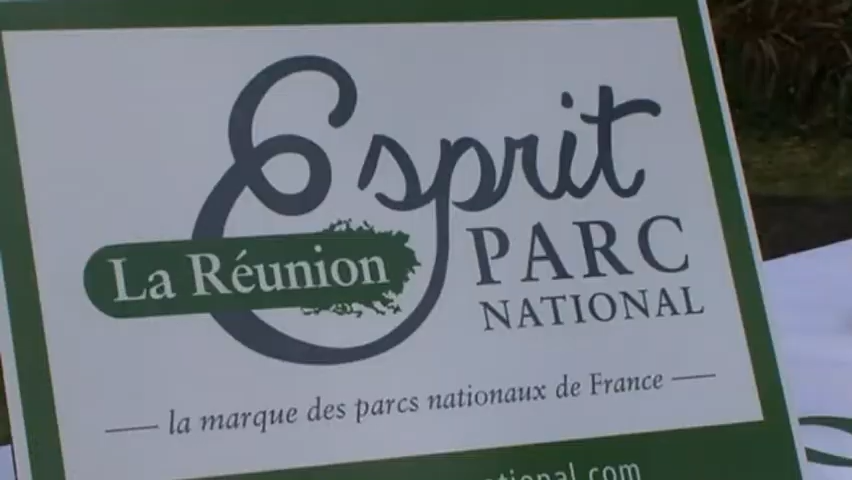 Esprit
PARC
La Réunion
NATIONAL
la marque des parcs nationaux de France